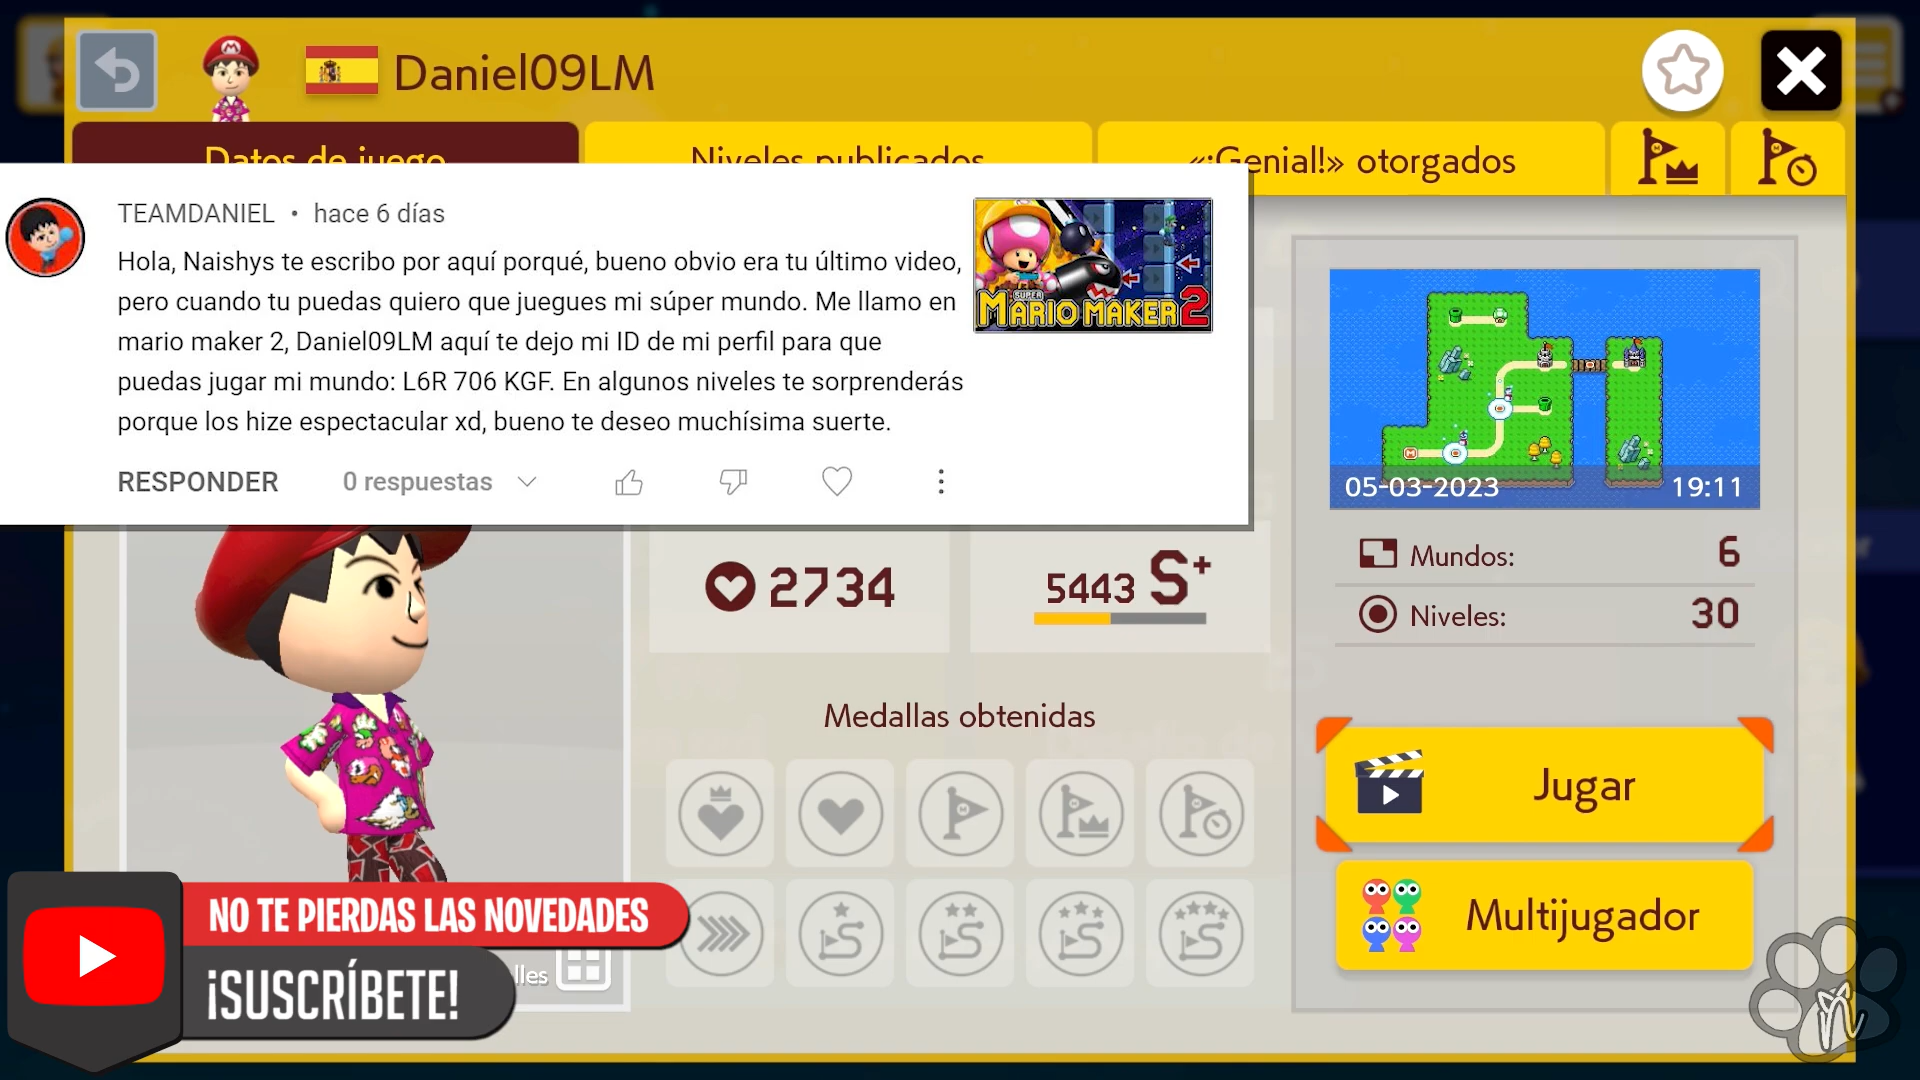 Daniel09LM
Datos de juego
Niveles publicados
«¡Genial!» otorgados
TEAMDANIEL • hace 6 días
Hola, Naishys te escribo por aquí porqué, bueno obvio era tu último video,
pero cuando tu puedas quiero que juegues mi súper mundo. Me llamo en
mario maker 2, Daniel09LM aquí te dejo mi ID de mi perfil para que
puedas jugar mi mundo: L6R 706 KGF. En algunos niveles te sorprenderás
porque los hize espectacular xd, bueno te deseo muchísima suerte.
SUPER
MARIO MAKER 2
RESPONDER
0 respuestas
05-03-2023
19:11
Mundos: 6
Niveles: 30
2734
5443 S+
Medallas obtenidas
Jugar
Multijugador
NO TE PIERDAS LAS NOVEDADES
¡SUSCRÍBETE!
lles